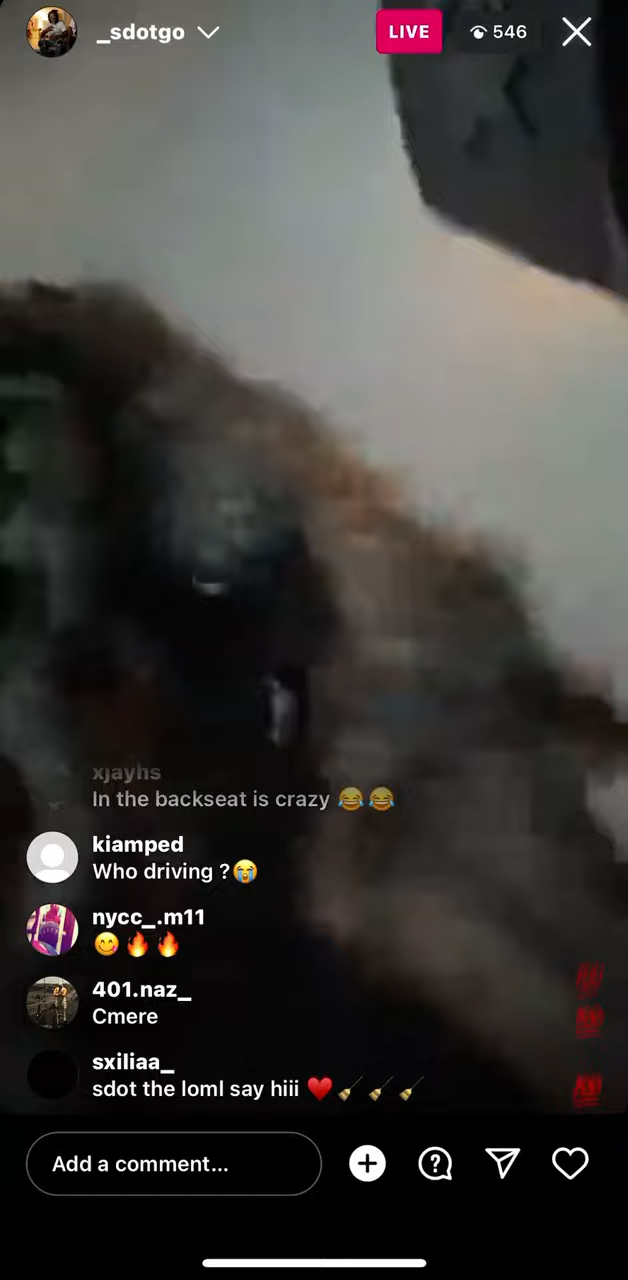 _sdotgo
LIVE
546
xjayhs
In the backseat is crazy 😂😂
kiamped
Who driving ?😭
nycc_.m11
😋🔥🔥
401.naz_
Cmere
sxiliaa_
sdot the loml say hiii ❤️🧹🧹🧹
Add a comment...